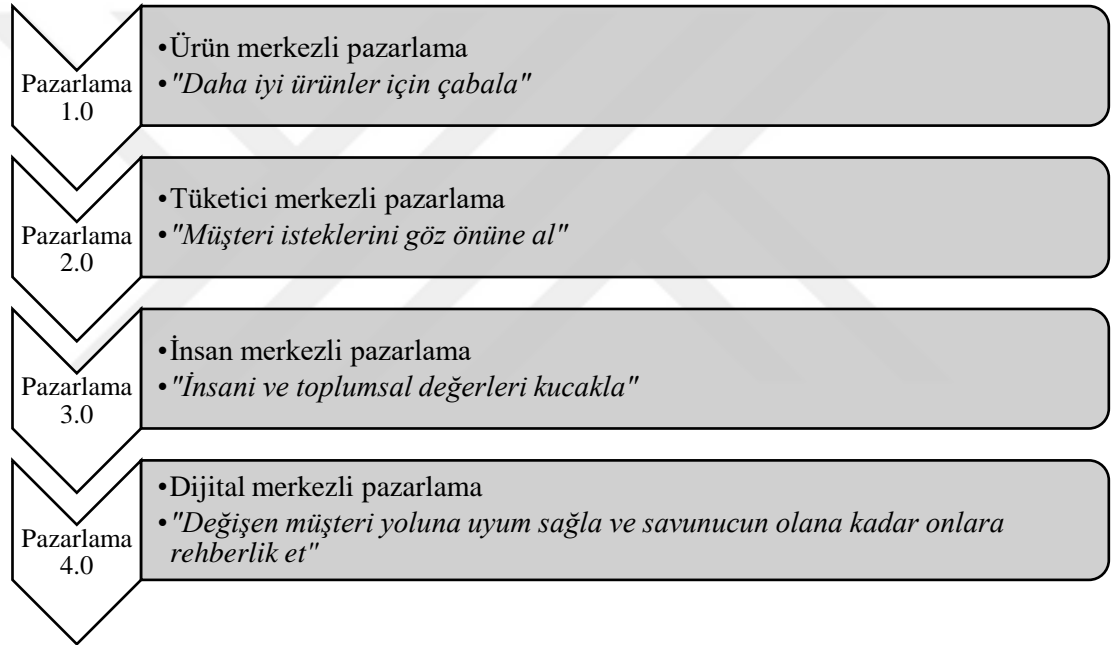 Pazarlama
1.0
•Ürün merkezli pazarlama
•"Daha iyi ürünler için çabala"
Pazarlama
2.0
•Tüketici merkezli pazarlama
•"Müşteri isteklerini göz önüne al"
Pazarlama
3.0
•İnsan merkezli pazarlama
•"İnsani ve toplumsal değerleri kucakla"
Pazarlama
4.0
•Dijital merkezli pazarlama
•"Değişen müşteri yoluna uyum sağla ve savunucun olana kadar onlara
rehberlik et"